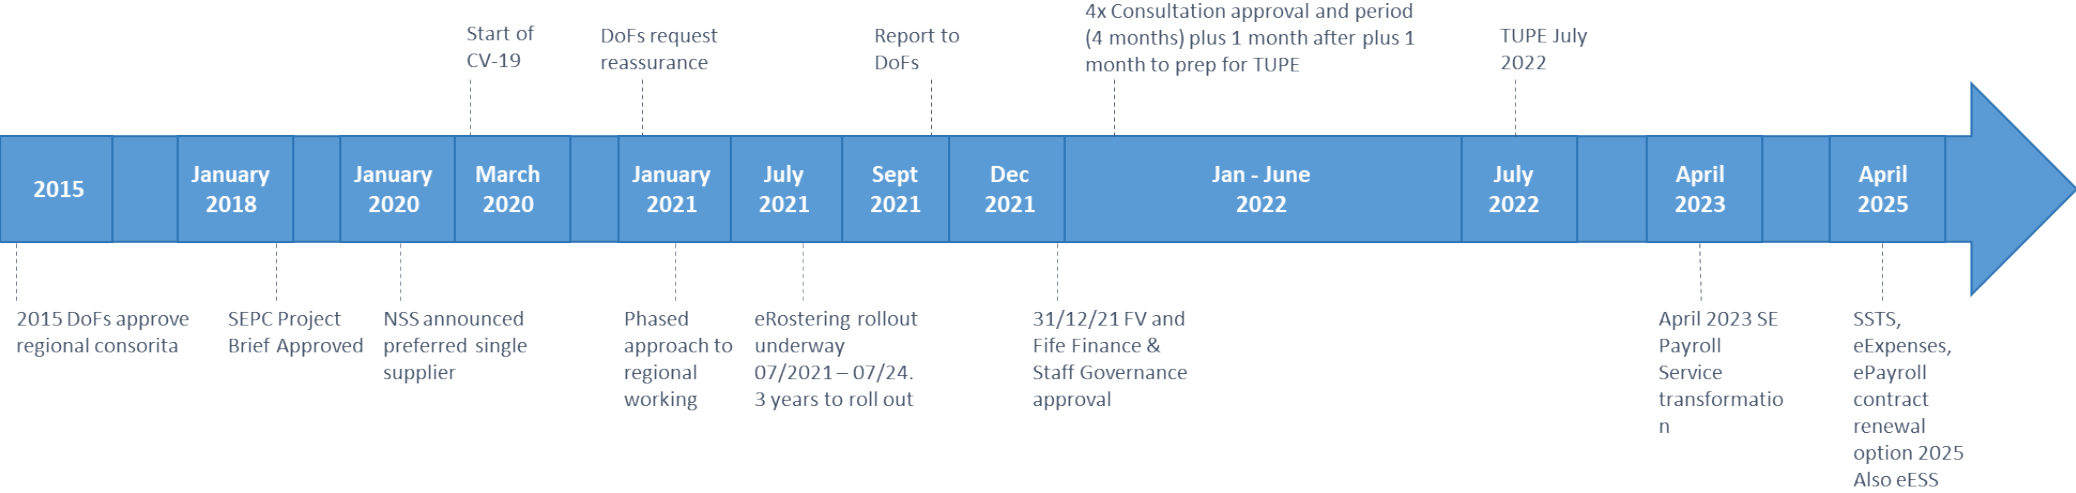 Start of
CV-19
DoFs request
reassurance
Report to
DoFs
4x Consultation approval and period
(4 months) plus 1 month after plus 1
month to prep for TUPE
TUPE July
2022
2015
January
2018
January
2020
March
2020
January
2021
July
2021
Sept
2021
Dec
2021
Jan - June
2022
July
2022
April
2023
April
2025
2015 DoFs approve
regional consorita
SEPC Project
Brief Approved
NSS announced
preferred single
supplier
Phased
approach to
regional
working
eRostering rollout
underway
07/2021 – 07/24.
3 years to roll out
31/12/21 FV and
Fife Finance &
Staff Governance
approval
April 2023 SE
Payroll
Service
transformatio
n
SSTS,
eExpenses,
ePayroll
contract
renewal
option 2025
Also eESS